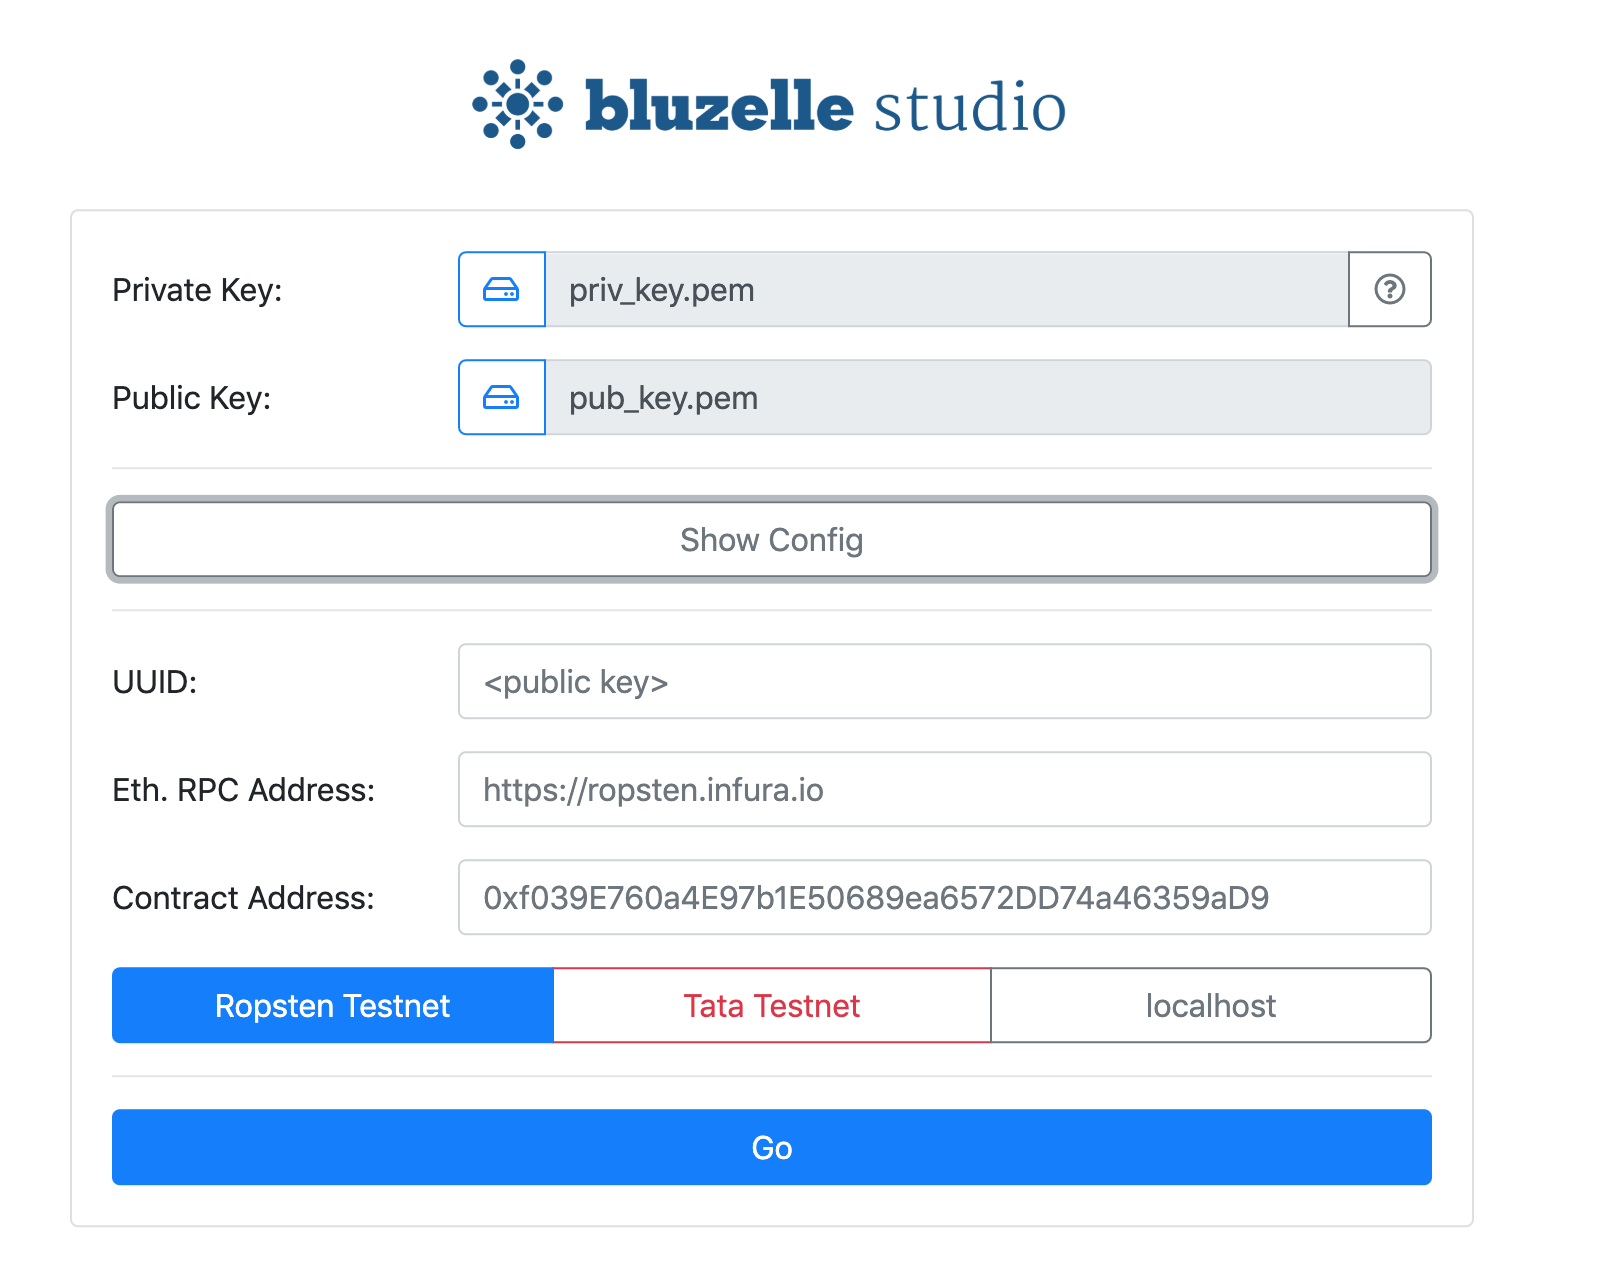 bluzelle studio
Private Key: priv_key.pem
Public Key: pub_key.pem
Show Config
UUID: <public key>
Eth. RPC Address: https://ropsten.infura.io
Contract Address: 0xf039E760a4E97b1E50689ea6572DD74a46359aD9
Ropsten Testnet Tata Testnet localhost
Go